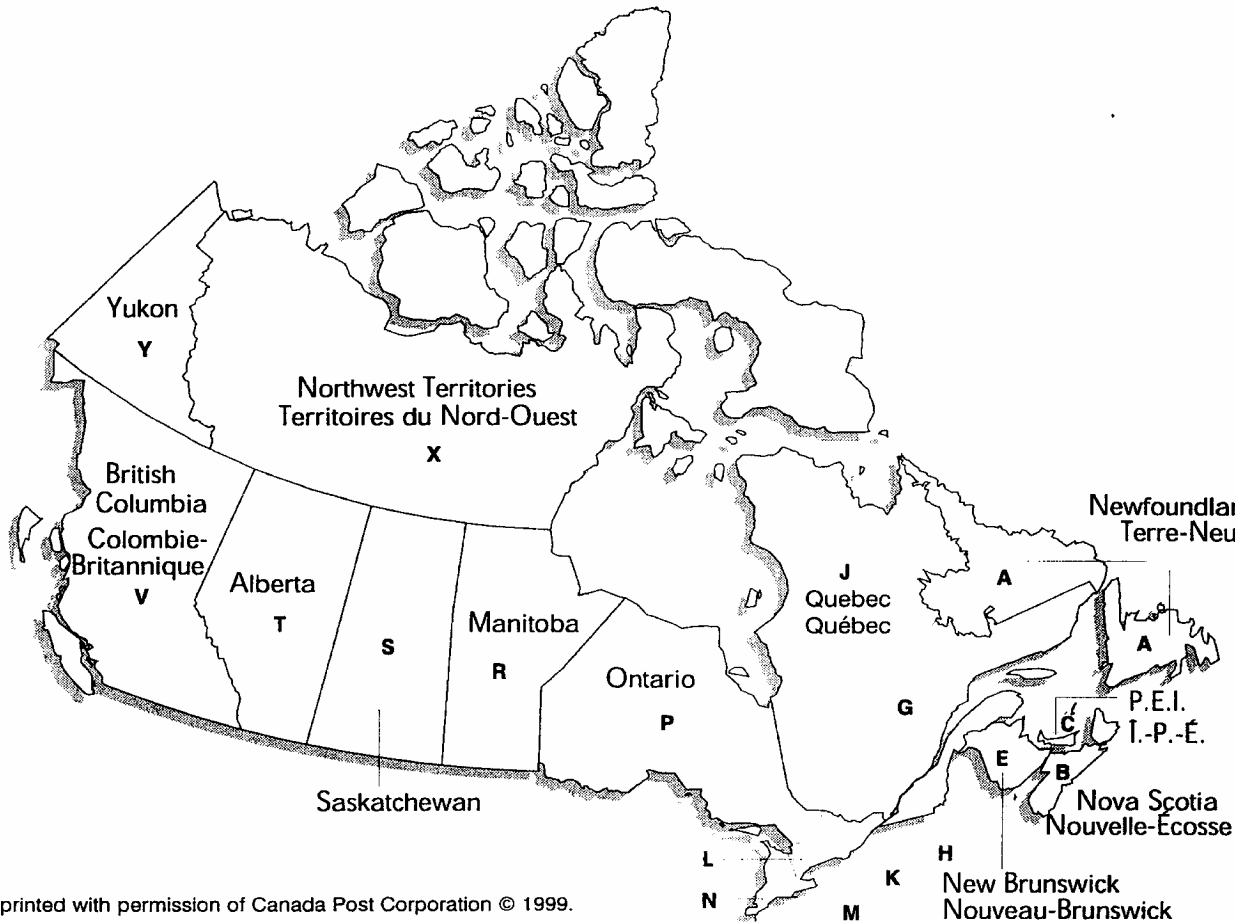 Yukon
Y
Northwest Territories
Territoires du Nord-Ouest
X
British
Columbia
Colombie-
Britannique
V
Alberta
T
S
Saskatchewan
Manitoba
R
Ontario
P
J
Quebec
Québec
G
Newfoundlan
Terre-Neu
A
A
P.E.I.
Î.-P.-É.
C
E
B
Nova Scotia
Nouvelle-Écosse
L
N
M
K
H
New Brunswick
Nouveau-Brunswick
printed with permission of Canada Post Corporation © 1999.